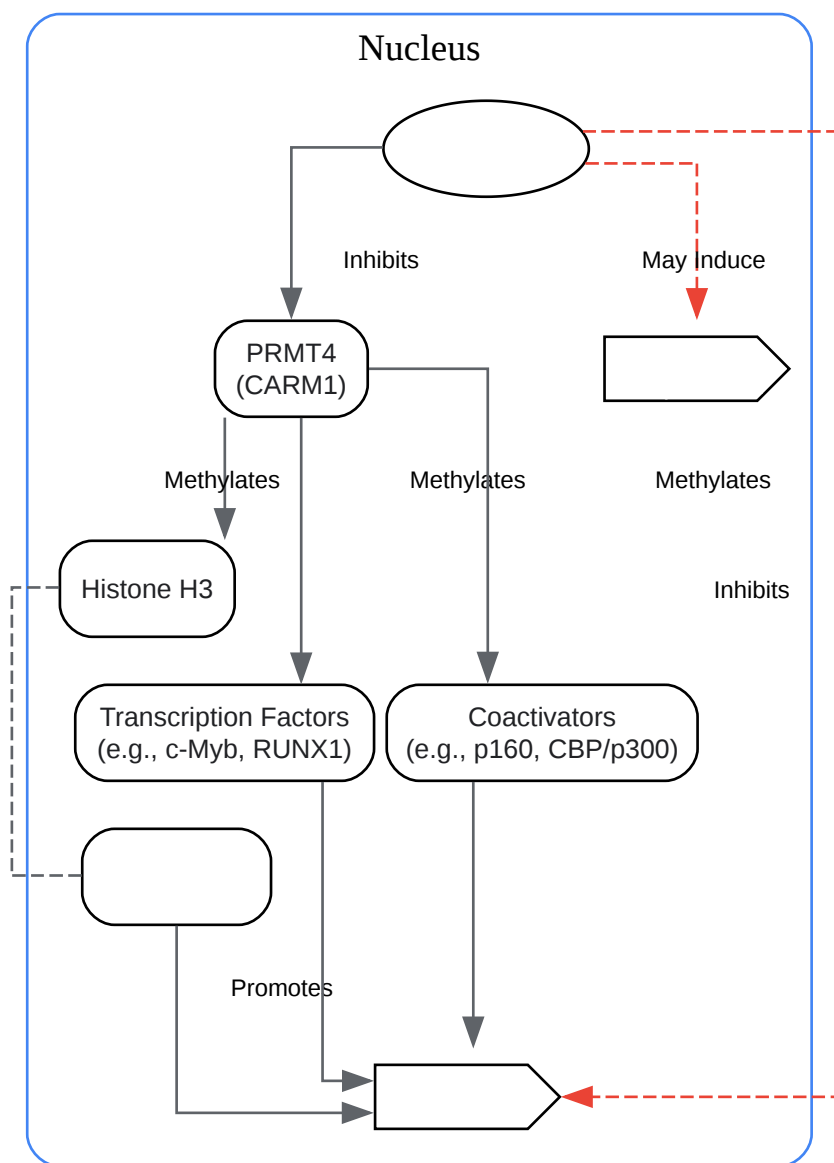 Nucleus
Inhibits
May Induce
PRMT4
(CARM1)
Methylates
Methylates
Methylates
Histone H3
Inhibits
Transcription Factors
(e.g., c-Myb, RUNX1)
Coactivators
(e.g., p160, CBP/p300)
Promotes